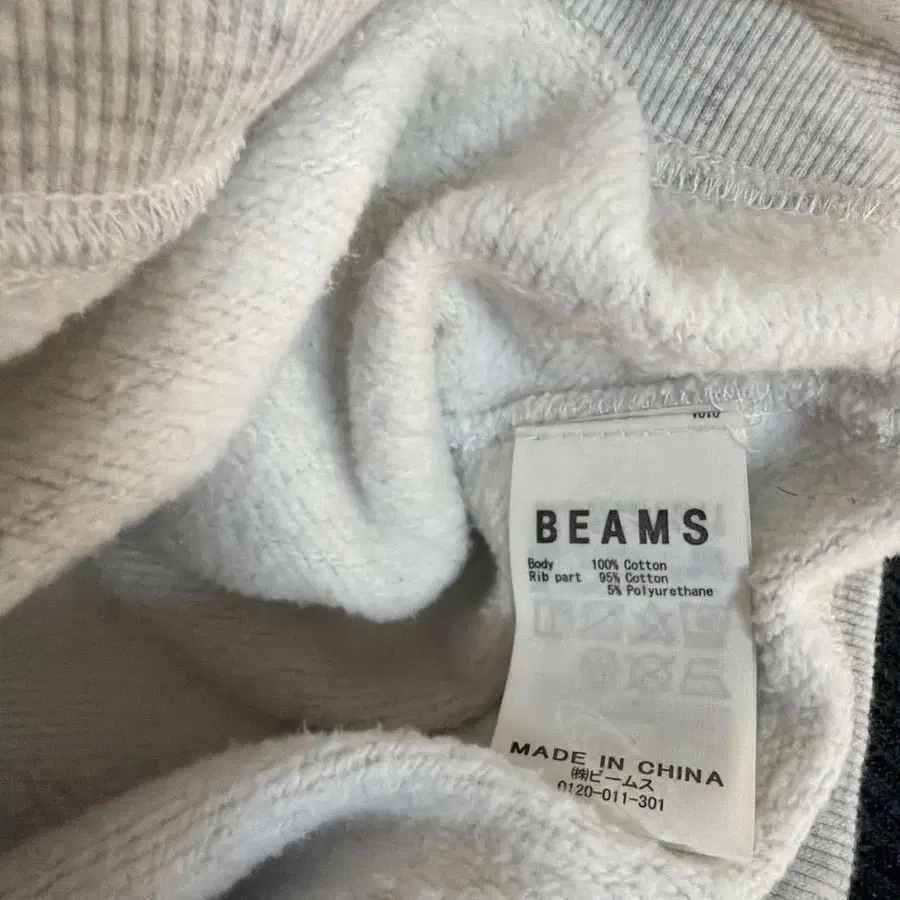 BEAMS
Body 100% Cotton
Rib part 95% Cotton
5% Polyurethane
MADE IN CHINA
㈱ビームス
0120-011-301